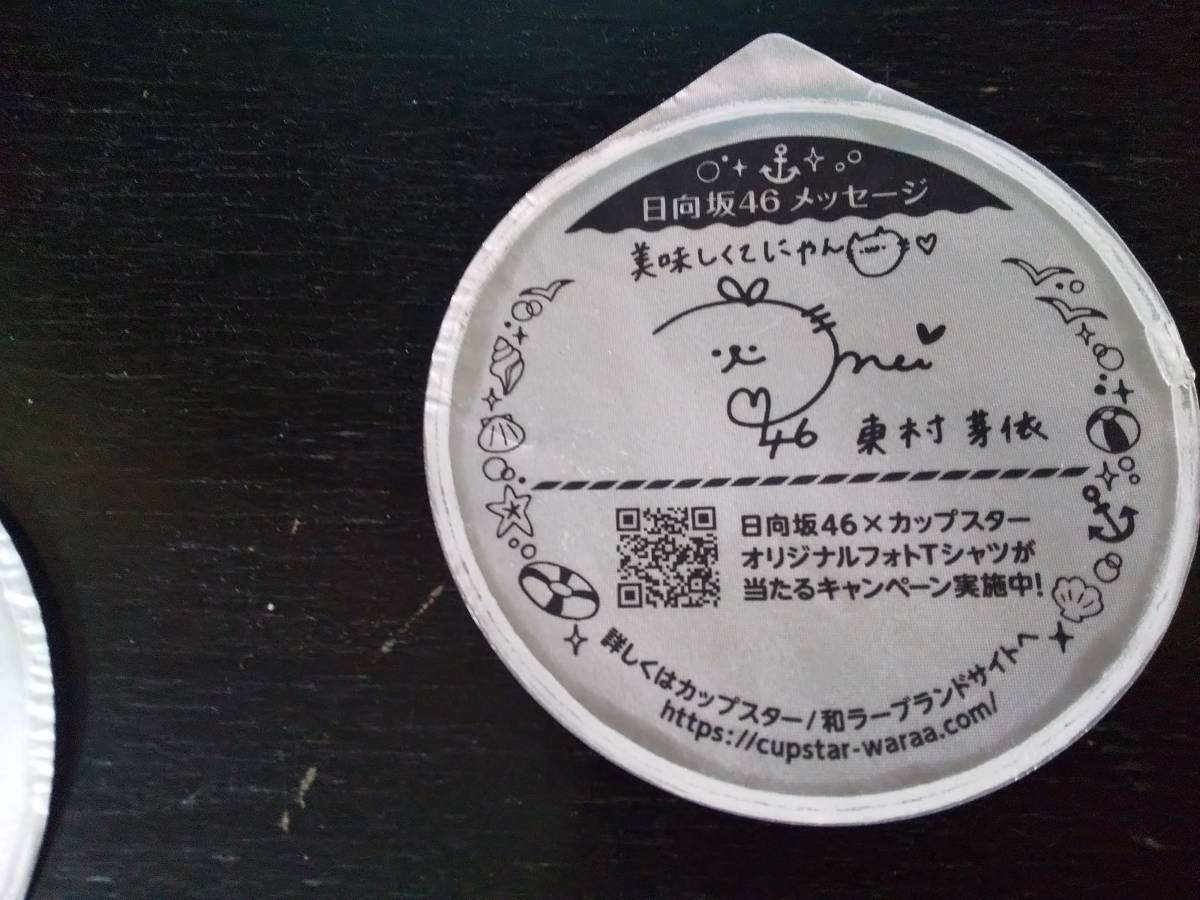 日向坂46 メッセージ
美味しくてにゃん
mei
46 東村芽依
日向坂46×カップスター
オリジナルフォトTシャツが
当たるキャンペーン実施中!
詳しくはカップスター/和ラーブランドサイトへ
https://cupstar-waraa.com/